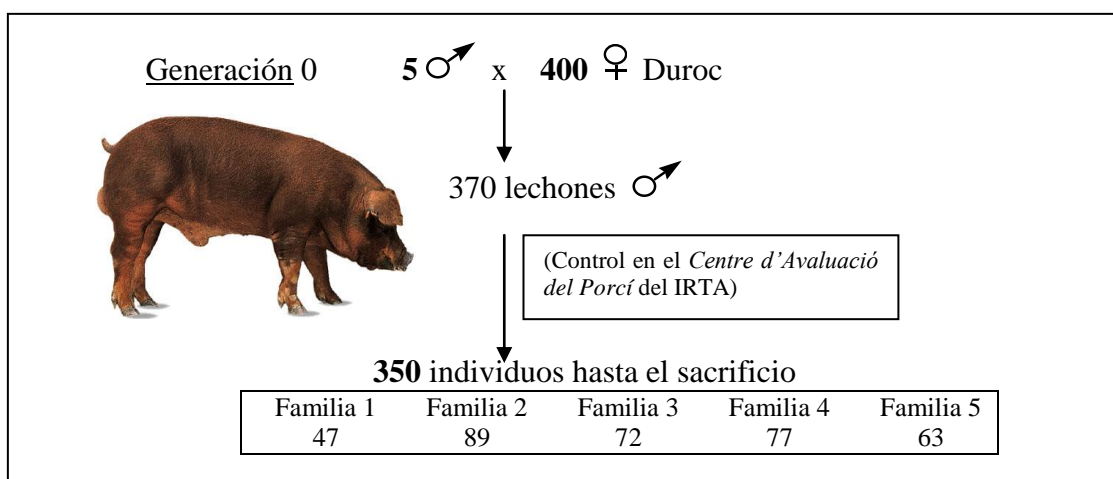 Generación 0 5 ♂ x 400 ♀ Duroc
370 lechones ♂
(Control en el Centre d’Avaluació
del Porcí del IRTA)
350 individuos hasta el sacrificio
Familia 1 Familia 2 Familia 3 Familia 4 Familia 5
47 89 72 77 63